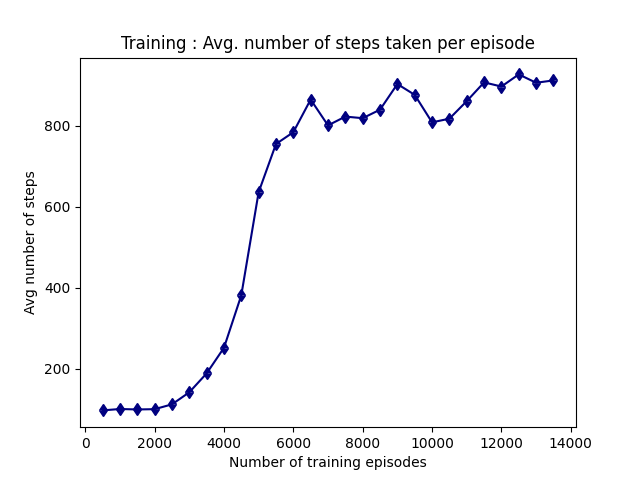 Training : Avg. number of steps taken per episode
Avg number of steps
800
600
400
200
0 2000 4000 6000 8000 10000 12000 14000
Number of training episodes